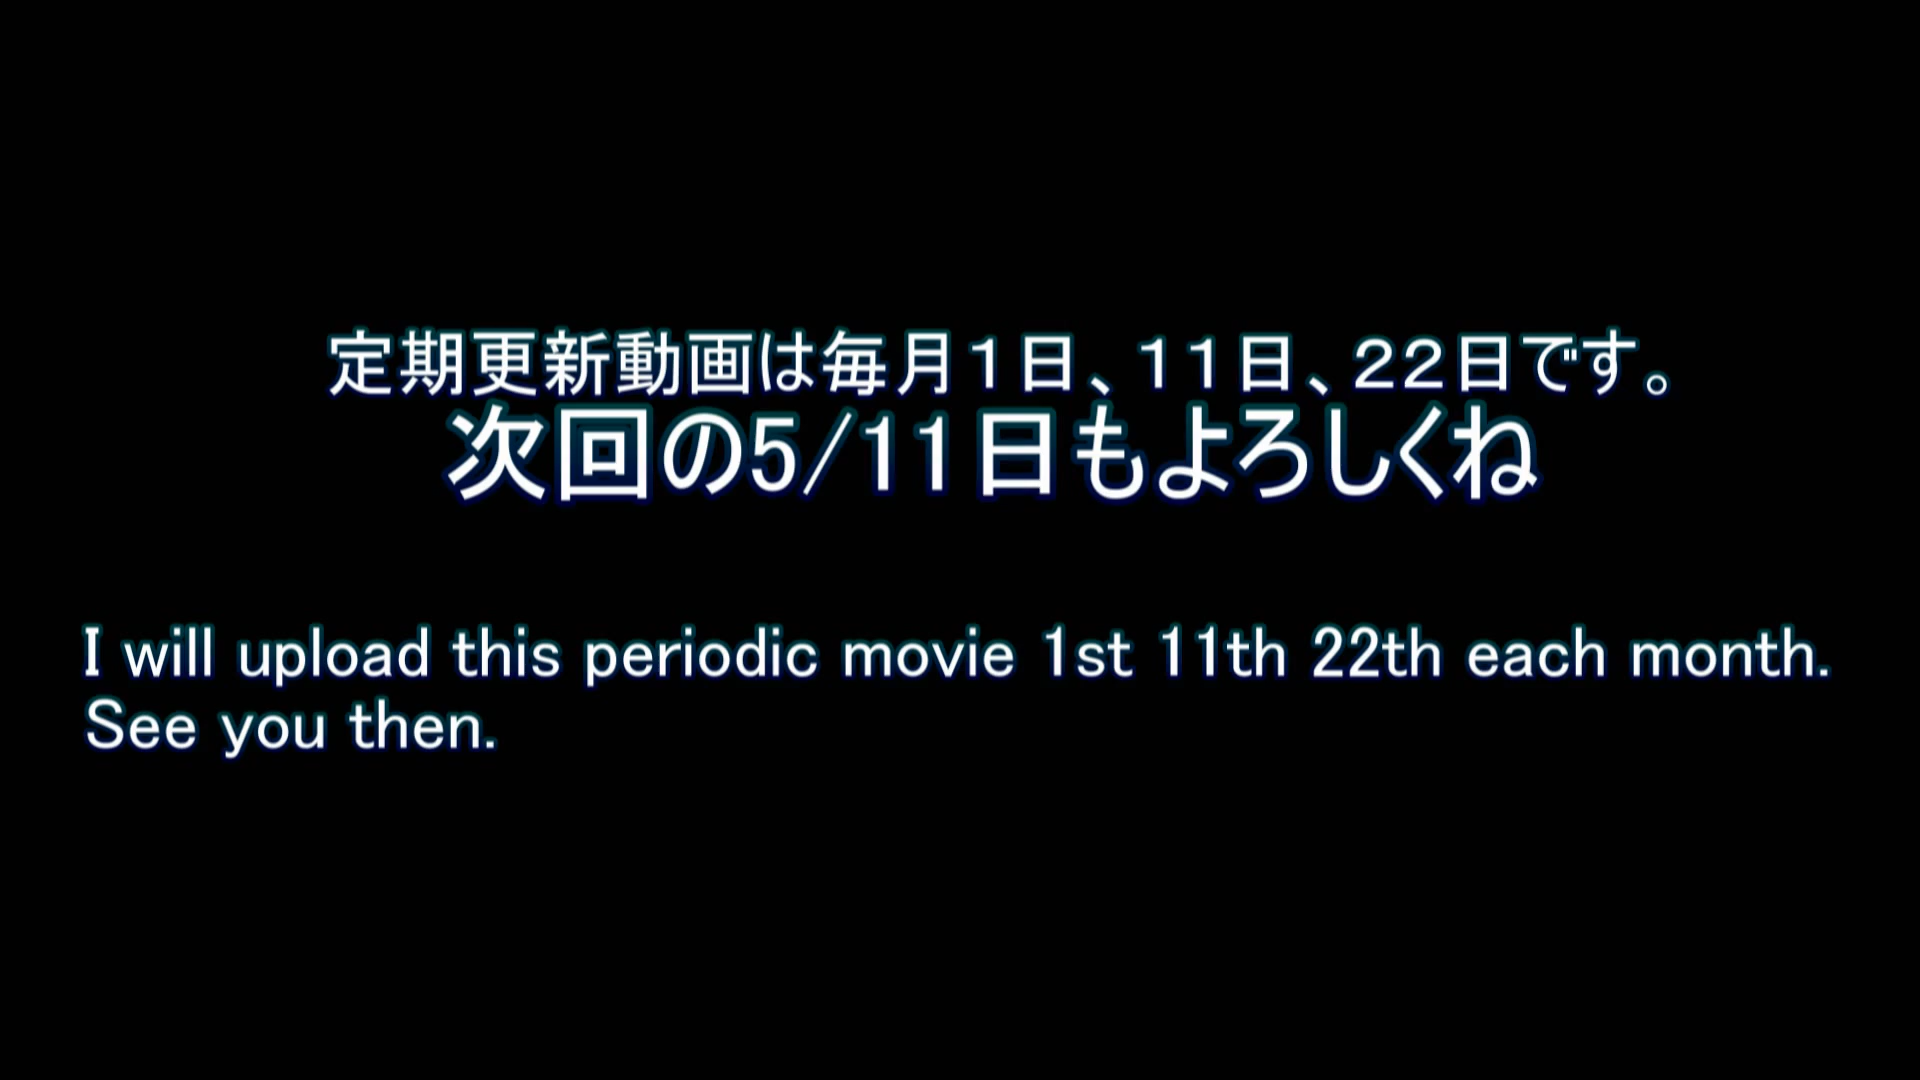 定期更新動画は毎月１日、１１日、２２日です。
次回の5/11日もよろしくね
I will upload this periodic movie 1st 11th 22th each month.
See you then.